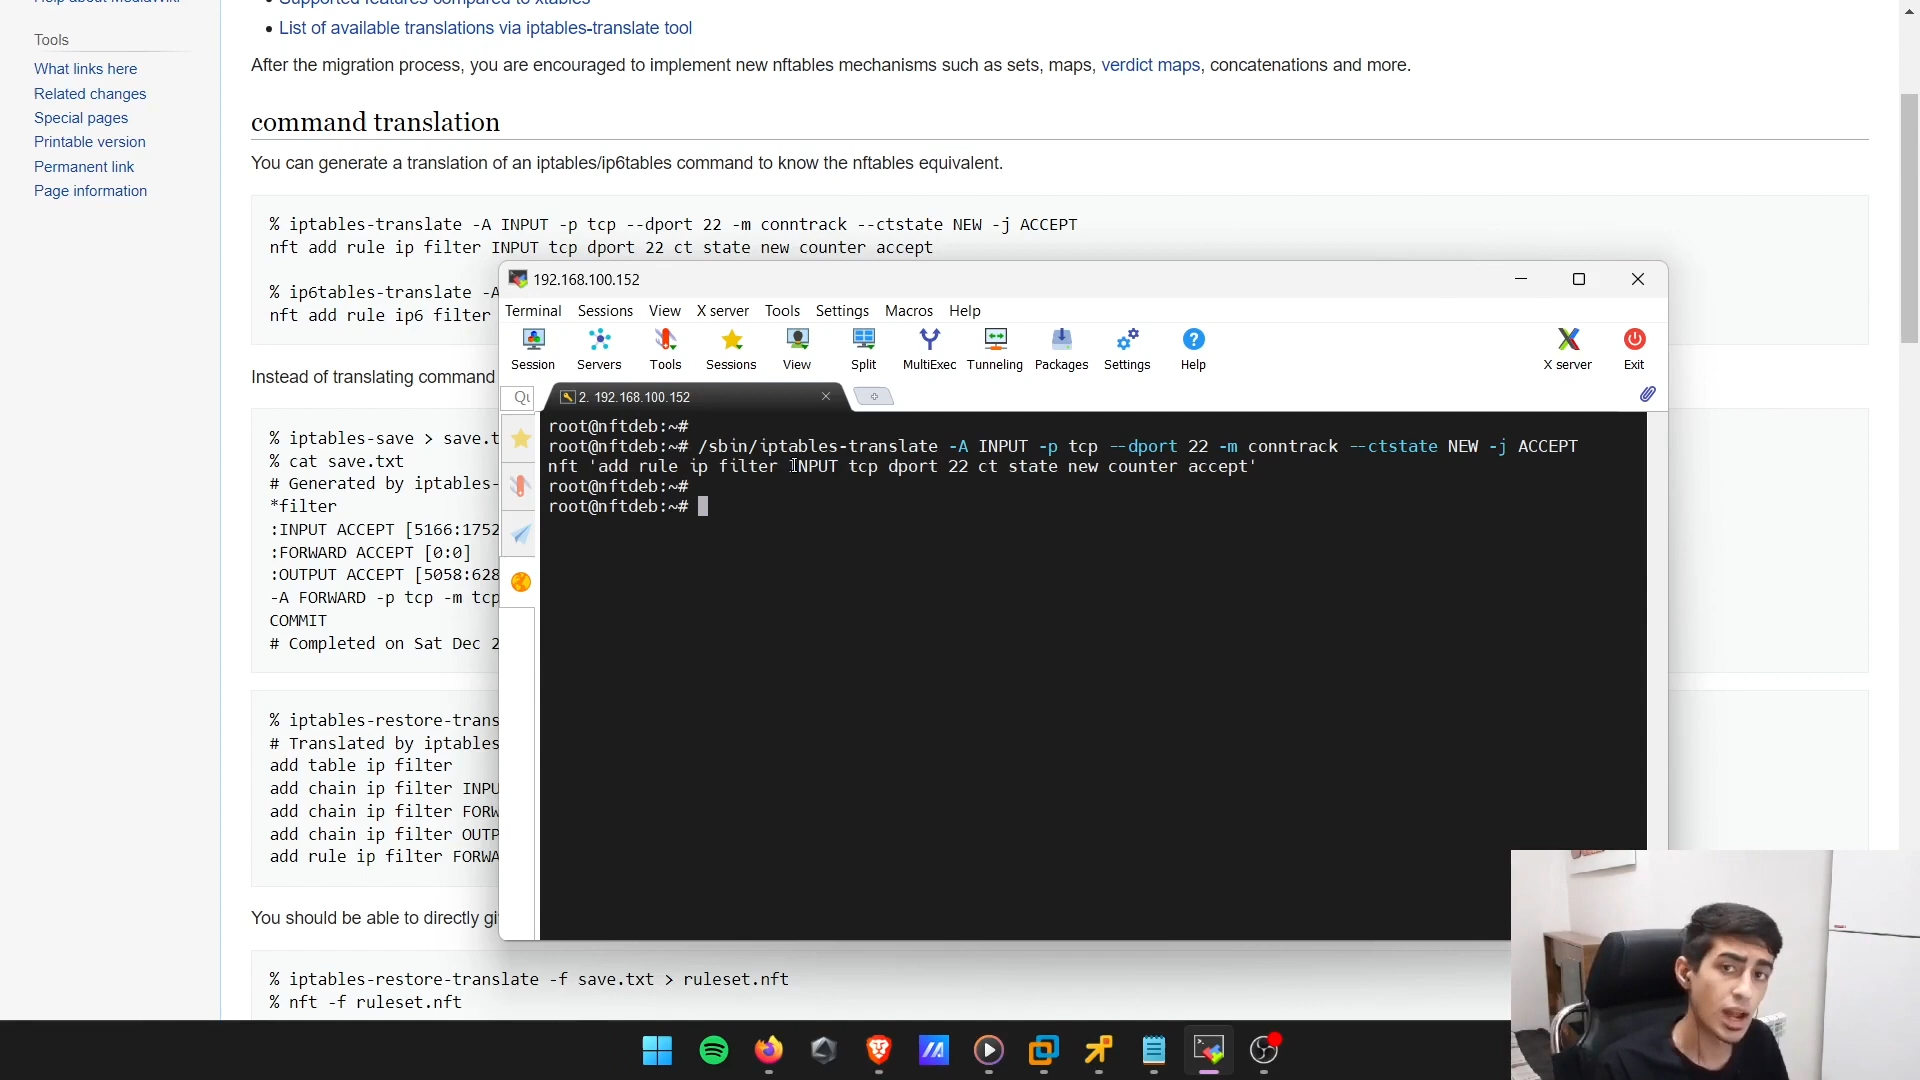 Help about MediaWiki
Tools
What links here
Related changes
Special pages
Printable version
Permanent link
Page information
Supported features compared to xtables
List of available translations via iptables-translate tool
After the migration process, you are encouraged to implement new nftables mechanisms such as sets, maps, verdict maps, concatenations and more.
command translation
You can generate a translation of an iptables/ip6tables command to know the nftables equivalent.
% iptables-translate -A INPUT -p tcp --dport 22 -m conntrack --ctstate NEW -j ACCEPT
nft add rule ip filter INPUT tcp dport 22 ct state new counter accept
% ip6tables-translate -A
nft add rule ip6 filter
Instead of translating command
% iptables-save > save.t
% cat save.txt
# Generated by iptables-
*filter
:INPUT ACCEPT [5166:1752
:FORWARD ACCEPT [0:0]
:OUTPUT ACCEPT [5058:628
-A FORWARD -p tcp -m tcp
COMMIT
# Completed on Sat Dec 2
% iptables-restore-trans
# Translated by iptables
add table ip filter
add chain ip filter INPU
add chain ip filter FORW
add chain ip filter OUTP
add rule ip filter FORWA
You should be able to directly gi
% iptables-restore-translate -f save.txt > ruleset.nft
% nft -f ruleset.nft
192.168.100.152
Terminal Sessions View X server Tools Settings Macros Help
Session Servers Tools Sessions View Split MultiExec Tunneling Packages Settings Help X server Exit
Qu
2. 192.168.100.152
root@nftdeb:~#
root@nftdeb:~# /sbin/iptables-translate -A INPUT -p tcp --dport 22 -m conntrack --ctstate NEW -j ACCEPT
nft 'add rule ip filter INPUT tcp dport 22 ct state new counter accept'
root@nftdeb:~#
root@nftdeb:~#